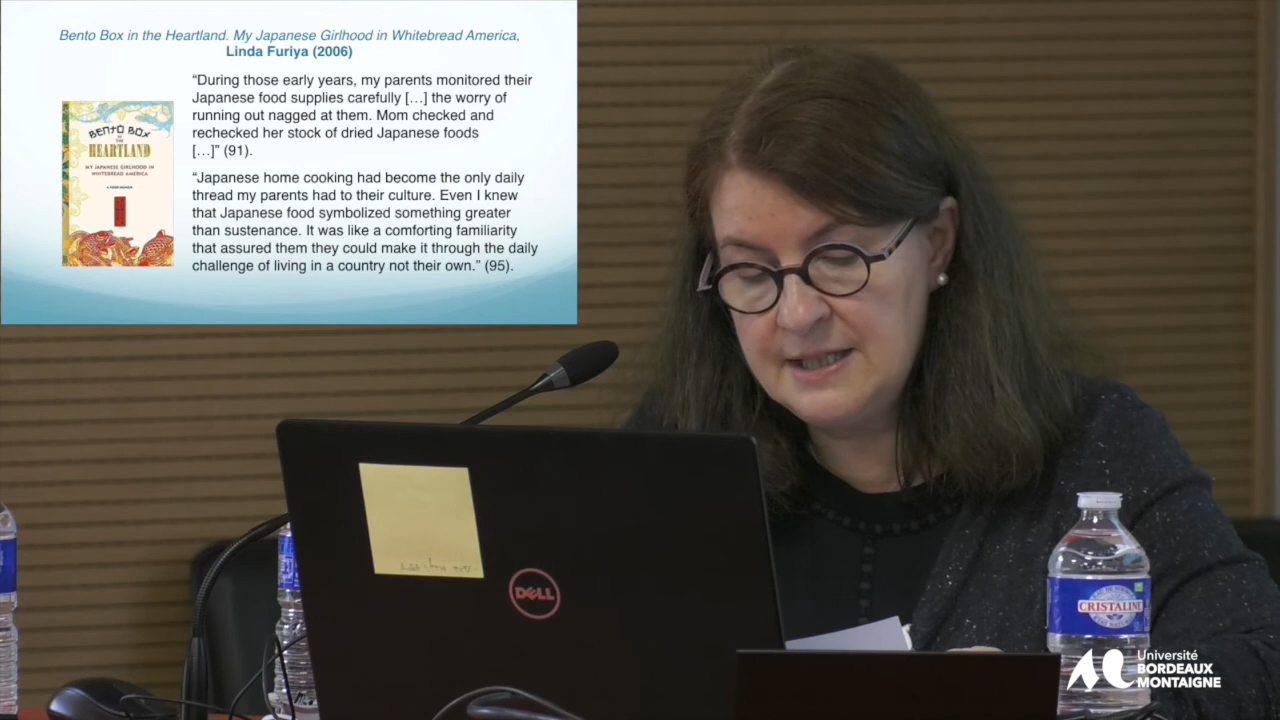 Bento Box in the Heartland. My Japanese Girlhood in Whitebread America,
Linda Furiya (2006)
“During those early years, my parents monitored their
Japanese food supplies carefully […] the worry of
running out nagged at them. Mom checked and
rechecked her stock of dried Japanese foods
[…]” (91).
“Japanese home cooking had become the only daily
thread my parents had to their culture. Even I knew
that Japanese food symbolized something greater
than sustenance. It was like a comforting familiarity
that assured them they could make it through the daily
challenge of living in a country not their own.” (95).
BENTO BOX
IN THE
HEARTLAND
MY JAPANESE GIRLHOOD IN
WHITEBREAD AMERICA
A FOOD MEMOIR
DELL
CRISTALINE
Université
BORDEAUX
MONTAIGNE